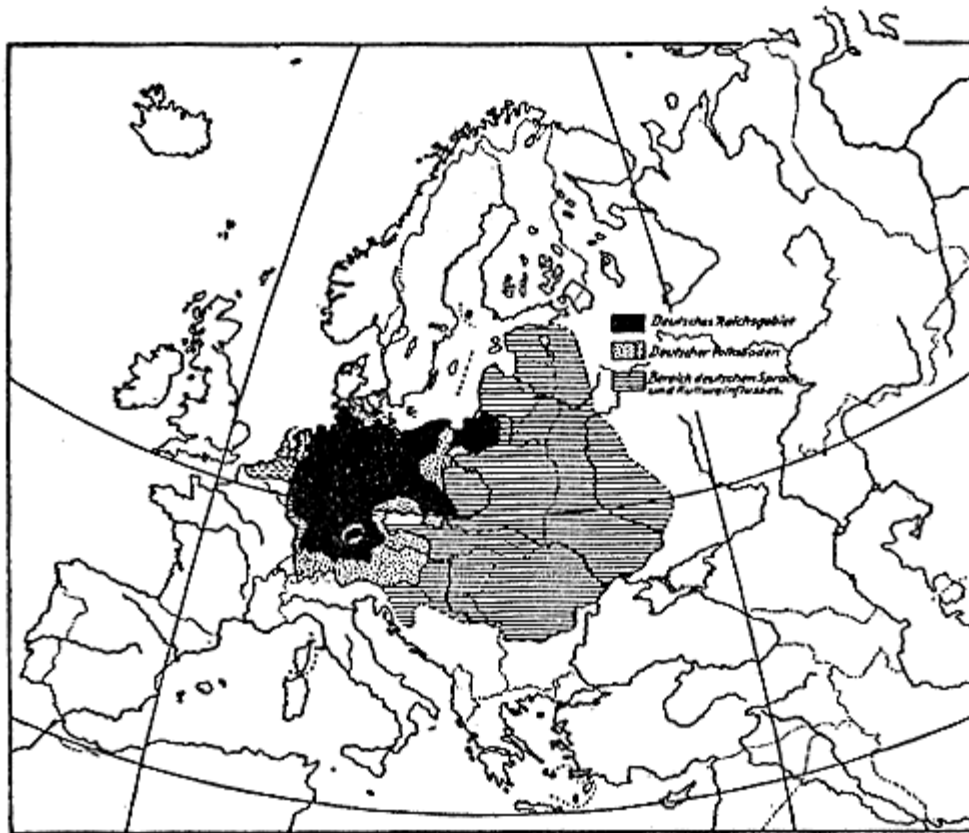 Deutsches Reichsgebiet
Deutscher Volksboden
Bereich deutschen Sprach-
und Kultureinflusses.